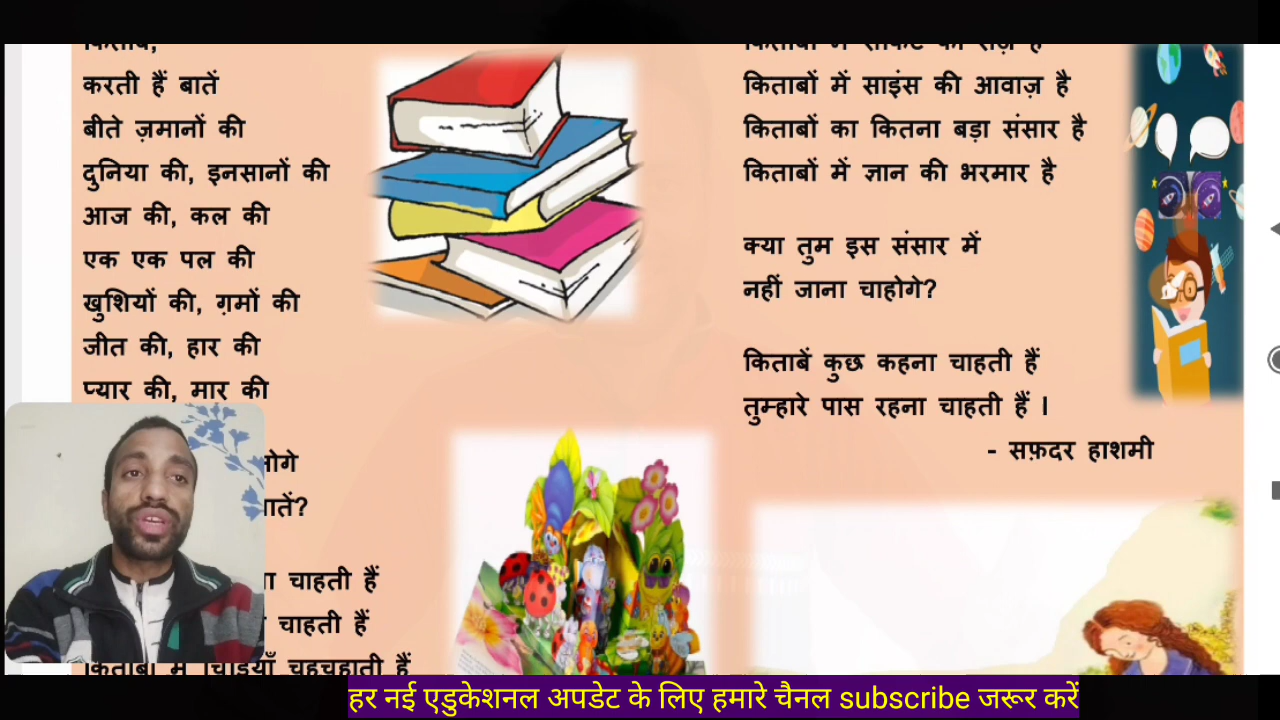 किताबें,
करती हैं बातें
बीते ज़मानों की
दुनिया की, इनसानों की
आज की, कल की
एक एक पल की
खुशियों की, ग़मों की
जीत की, हार की
प्यार की, मार की
चाहती हैं
चाहती हैं
किताबों में चिड़ियाँ चहचहाती हैं
किताबों में साइंस की आवाज़ है
किताबों का कितना बड़ा संसार है
किताबों में ज्ञान की भरमार है
क्या तुम इस संसार में
नहीं जाना चाहोगे?
किताबें कुछ कहना चाहती हैं
तुम्हारे पास रहना चाहती हैं ।
- सफ़दर हाशमी
हर नई एडुकेशनल अपडेट के लिए हमारे चैनल subscribe जरूर करें